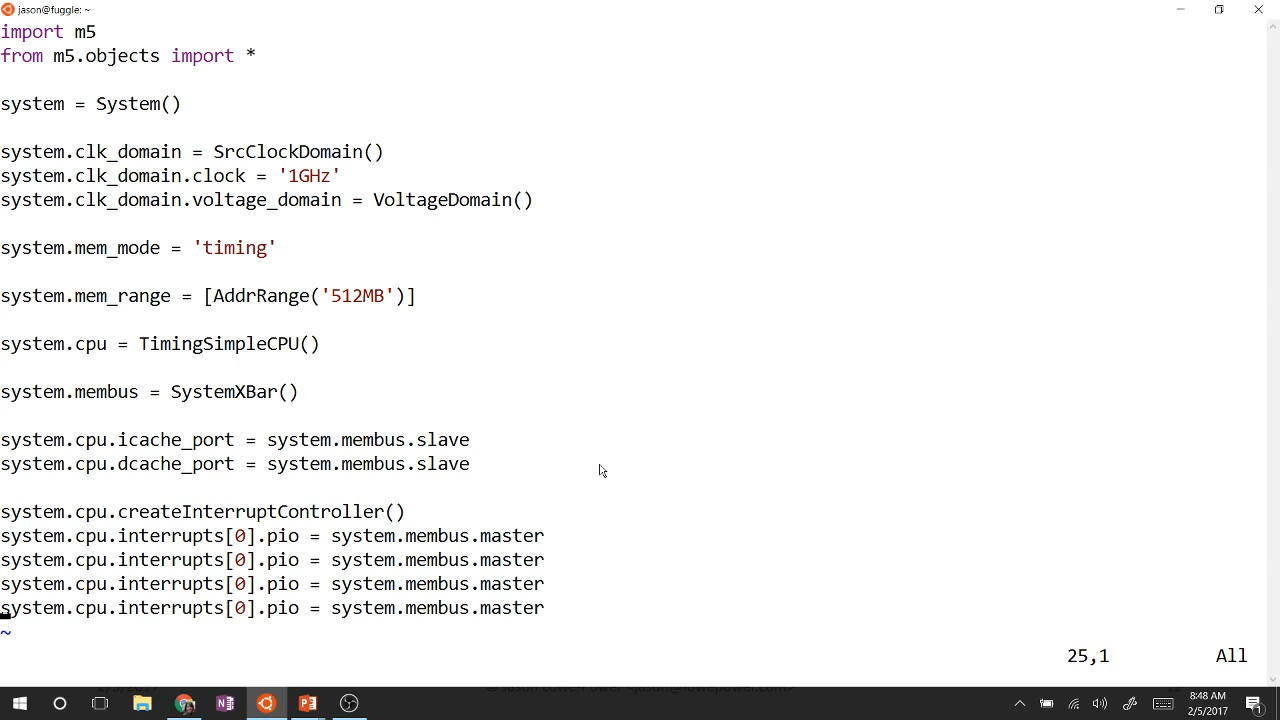 jason@fuggle: ~
import m5
from m5.objects import *
system = System()
system.clk_domain = SrcClockDomain()
system.clk_domain.clock = '1GHz'
system.clk_domain.voltage_domain = VoltageDomain()
system.mem_mode = 'timing'
system.mem_range = [AddrRange('512MB')]
system.cpu = TimingSimpleCPU()
system.membus = SystemXBar()
system.cpu.icache_port = system.membus.slave
system.cpu.dcache_port = system.membus.slave
system.cpu.createInterruptController()
system.cpu.interrupts[0].pio = system.membus.master
system.cpu.interrupts[0].pio = system.membus.master
system.cpu.interrupts[0].pio = system.membus.master
system.cpu.interrupts[0].pio = system.membus.master
~
25,1 All
8:48 AM
2/5/2017